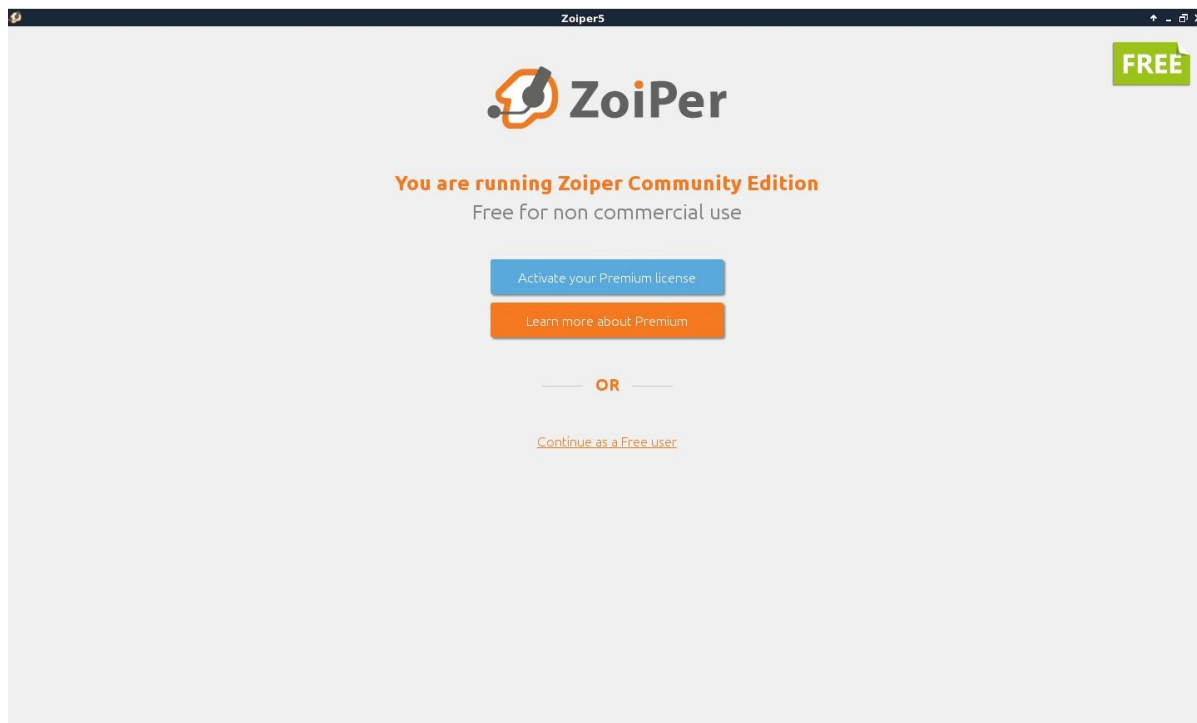 Zoiper5
FREE
ZoiPer
You are running Zoiper Community Edition
Free for non commercial use
Activate your Premium license
Learn more about Premium
OR
Continue as a Free user